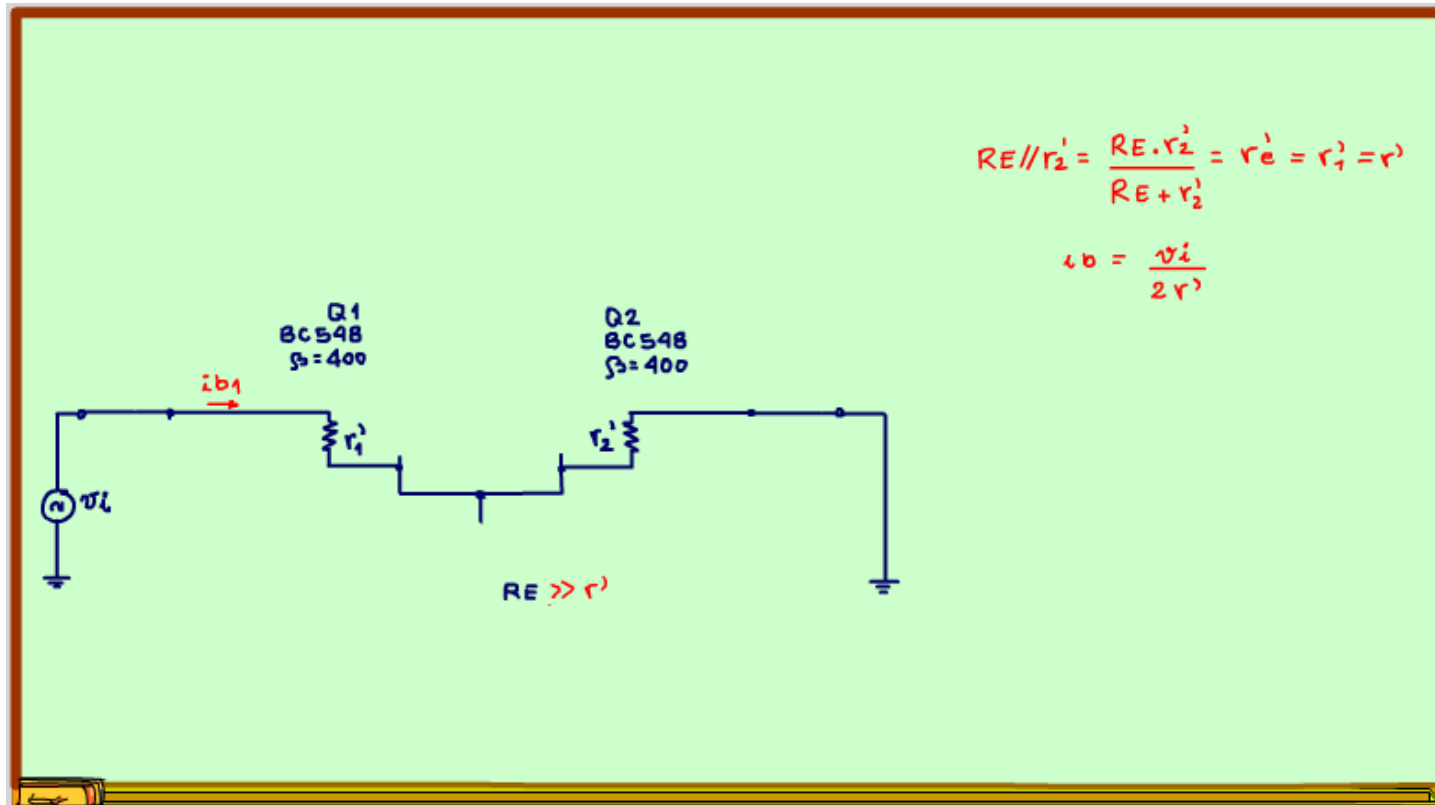 RE//r2' = RE.r2' / RE + r2' = re' = r1' = r'
ib = vi / 2r'
Q1
BC548
β=400
Q2
BC548
β=400
ib1
r1'
r2'
vi
RE >> r'